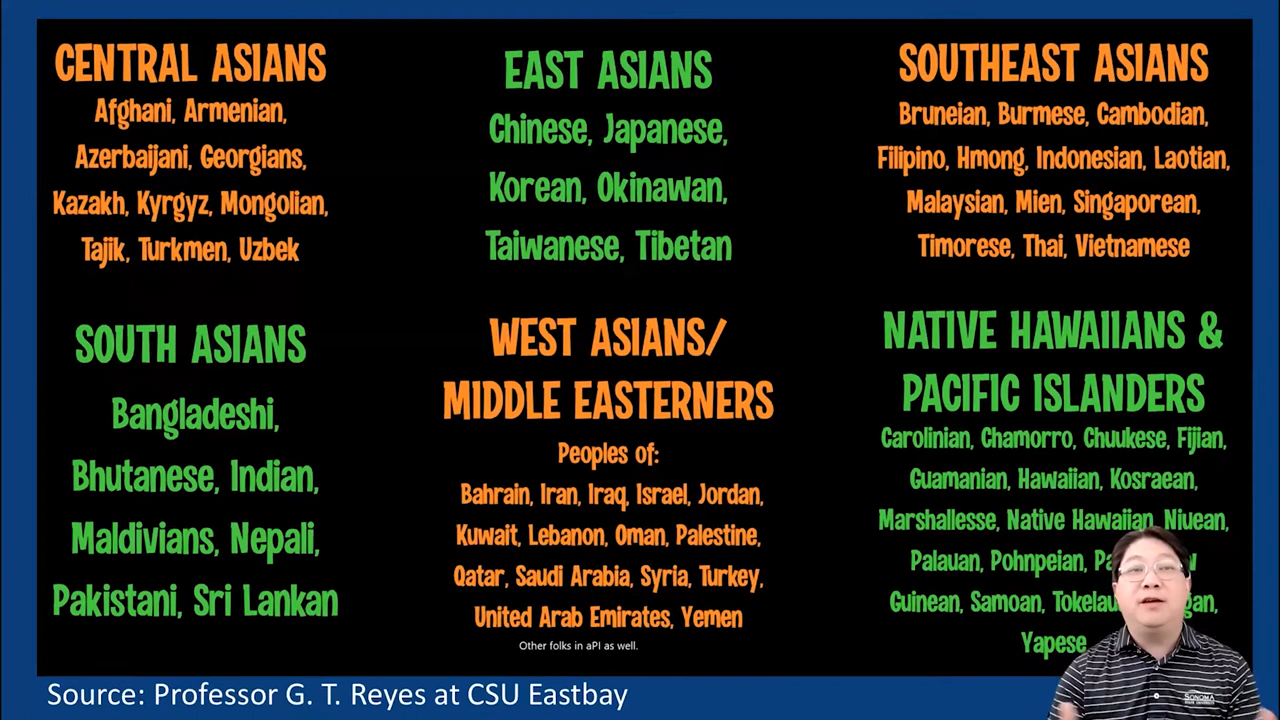 CENTRAL ASIANS
Afghani, Armenian,
Azerbaijani, Georgians,
Kazakh, Kyrgyz, Mongolian,
Tajik, Turkmen, Uzbek
EAST ASIANS
Chinese, Japanese,
Korean, Okinawan,
Taiwanese, Tibetan
SOUTHEAST ASIANS
Bruneian, Burmese, Cambodian,
Filipino, Hmong, Indonesian, Laotian,
Malaysian, Mien, Singaporean,
Timorese, Thai, Vietnamese
SOUTH ASIANS
Bangladeshi,
Bhutanese, Indian,
Maldivians, Nepali,
Pakistani, Sri Lankan
WEST ASIANS/
MIDDLE EASTERNERS
Peoples of:
Bahrain, Iran, Iraq, Israel, Jordan,
Kuwait, Lebanon, Oman, Palestine,
Qatar, Saudi Arabia, Syria, Turkey,
United Arab Emirates, Yemen
Other folks in aPI as well.
NATIVE HAWAIIANS &
PACIFIC ISLANDERS
Carolinian, Chamorro, Chuukese, Fijian,
Guamanian, Hawaiian, Kosraean,
Marshallesse, Native Hawaiian, Niuean,
Palauan, Pohnpeian,
Guinean, Samoan,
Yapese
SONOMA
STATE UNIVERSITY
Source: Professor G. T. Reyes at CSU Eastbay